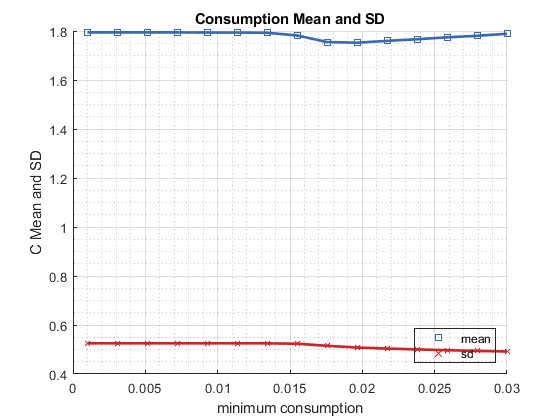 Consumption Mean and SD
1.8
1.6
1.4
1.2
1
0.8
0.6
0.4
C Mean and SD
mean
sd
0 0.005 0.01 0.015 0.02 0.025 0.03
minimum consumption